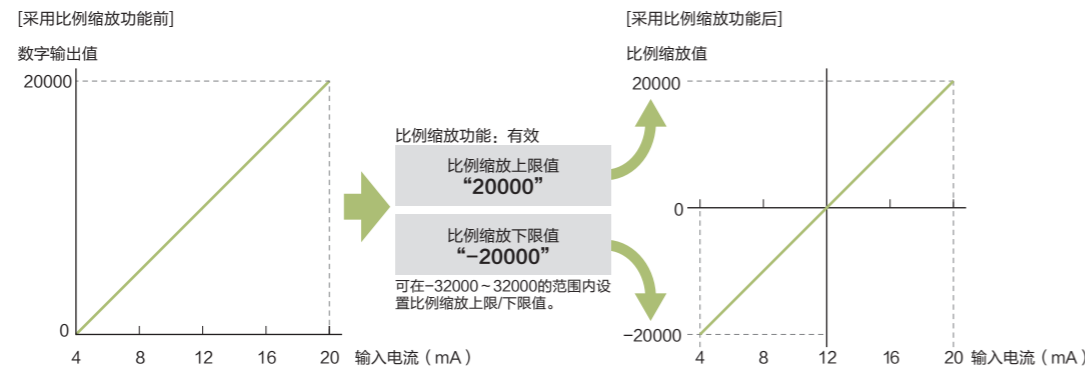 [采用比例缩放功能前]
数字输出值
20000
0
4 8 12 16 20 输入电流（mA）
比例缩放功能：有效
比例缩放上限值
“20000”
比例缩放下限值
“−20000”
可在−32000～32000的范围内设
置比例缩放上限/下限值。
[采用比例缩放功能后]
比例缩放值
20000
0
−20000
4 8 12 16 20 输入电流（mA）